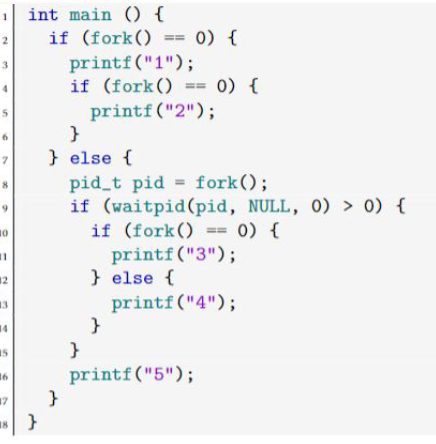 1 int main () {
2 if (fork() == 0) {
3 printf("1");
4 if (fork() == 0) {
5 printf("2");
6 }
7 } else {
8 pid_t pid = fork();
9 if (waitpid(pid, NULL, 0) > 0) {
10 if (fork() == 0) {
11 printf("3");
12 } else {
13 printf("4");
14 }
15 }
16 printf("5");
17 }
18 }